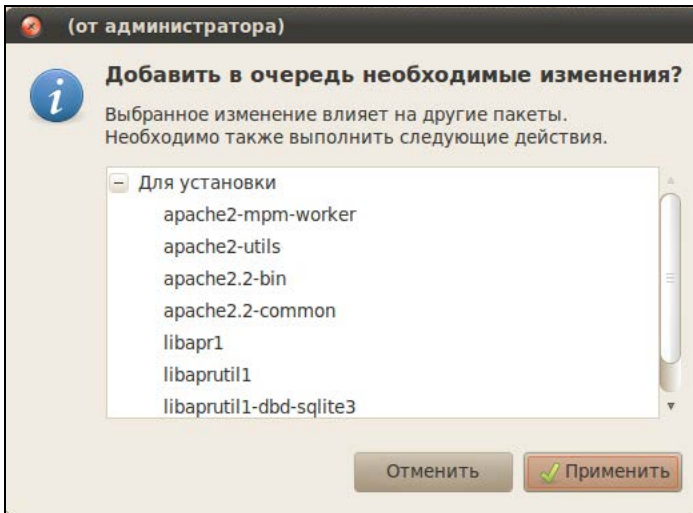 (от администратора)
Добавить в очередь необходимые изменения?
Выбранное изменение влияет на другие пакеты.
Необходимо также выполнить следующие действия.
Для установки
apache2-mpm-worker
apache2-utils
apache2.2-bin
apache2.2-common
libapr1
libaprutil1
libaprutil1-dbd-sqlite3
Отменить
Применить